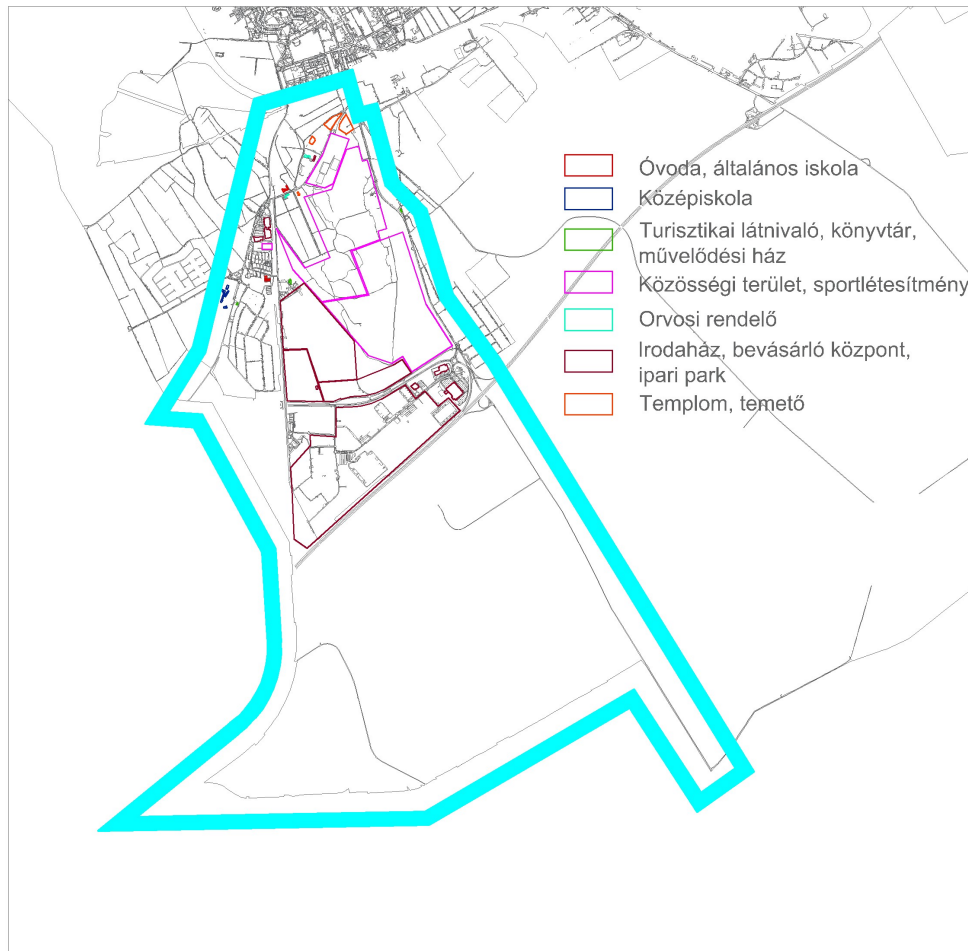 Óvoda, általános iskola
Középiskola
Turisztikai látnivaló, könyvtár,
művelődési ház
Közösségi terület, sportlétesítmény
Orvosi rendelő
Irodaház, bevásárló központ,
ipari park
Templom, temető